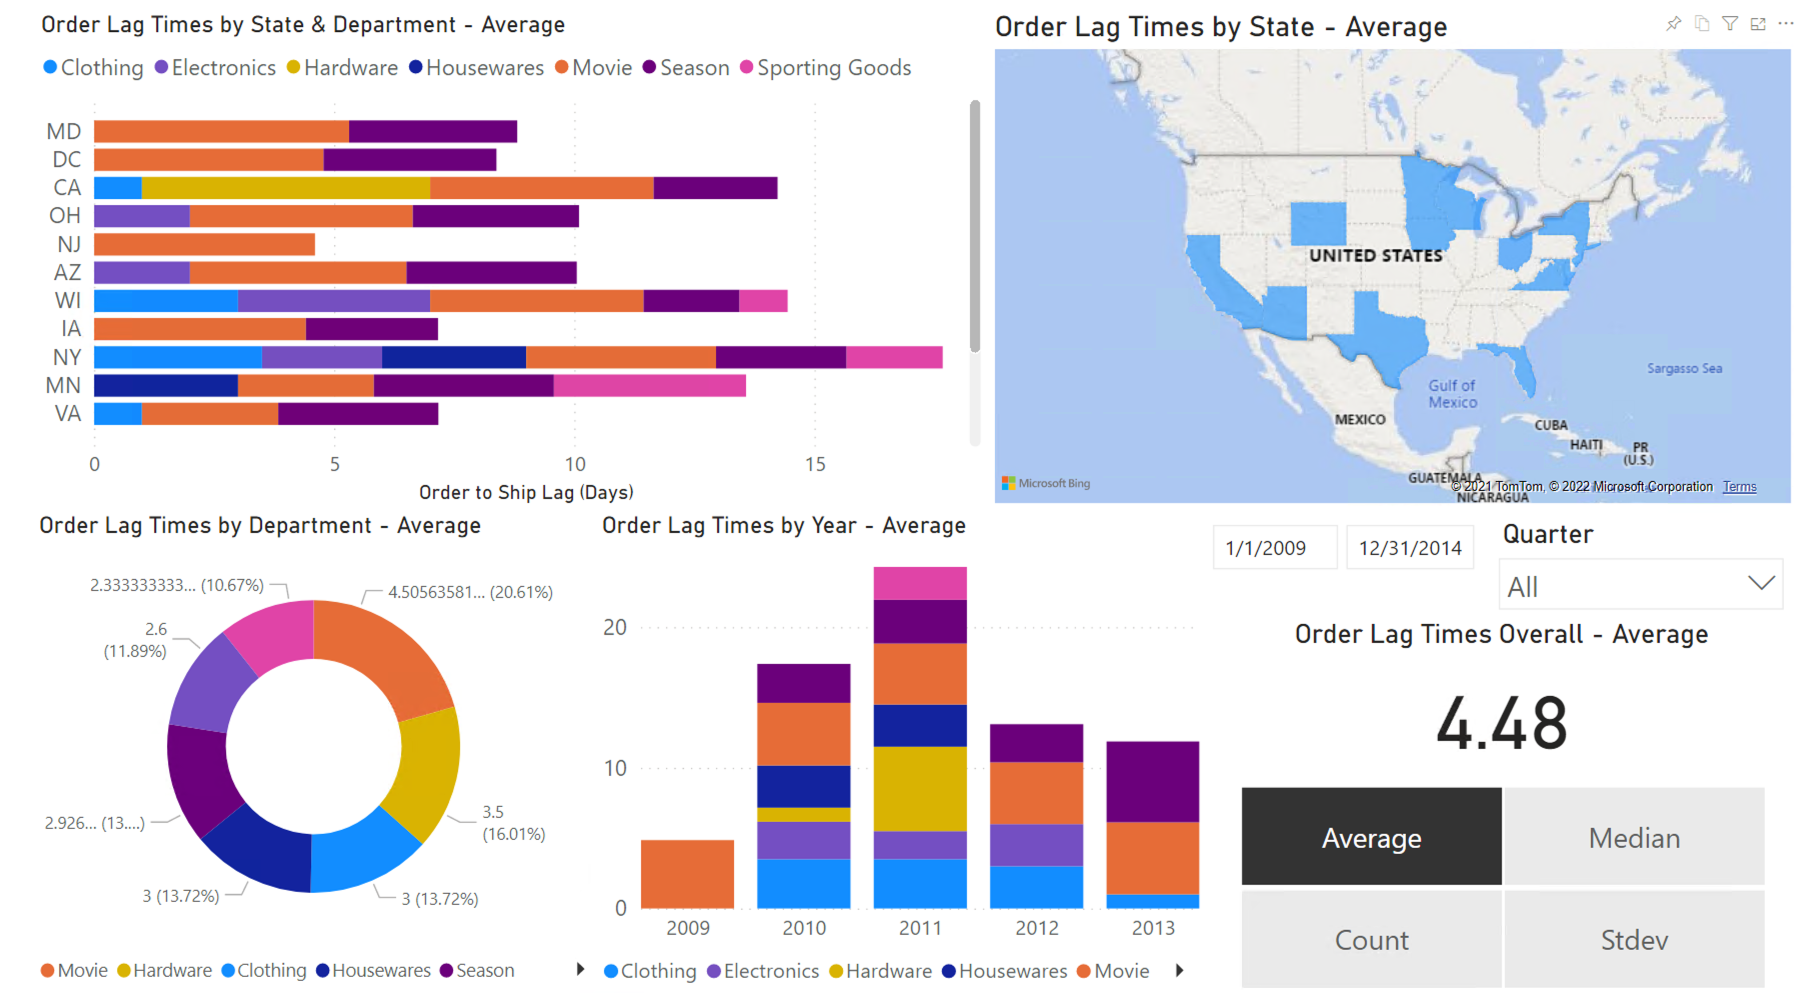 Order Lag Times by State & Department - Average
Clothing Electronics Hardware Housewares Movie Season Sporting Goods
MD
DC
CA
OH
NJ
AZ
WI
IA
NY
MN
VA
0 5 10 15
Order to Ship Lag (Days)
Order Lag Times by State - Average
UNITED STATES
Sargasso Sea
Gulf of
Mexico
MEXICO
CUBA
HAITI
PR
(U.S.)
GUATEMALA
NICARAGUA
Microsoft Bing
© 2021 TomTom, © 2022 Microsoft Corporation Terms
Order Lag Times by Department - Average
2.333333333... (10.67%)
4.50563581... (20.61%)
2.6
(11.89%)
3.5
(16.01%)
2.926... (13....)
3 (13.72%)
3 (13.72%)
Movie Hardware Clothing Housewares Season
Order Lag Times by Year - Average
20
10
0
2009 2010 2011 2012 2013
Clothing Electronics Hardware Housewares Movie
1/1/2009 12/31/2014
Quarter
All
Order Lag Times Overall - Average
4.48
Average Median
Count Stdev